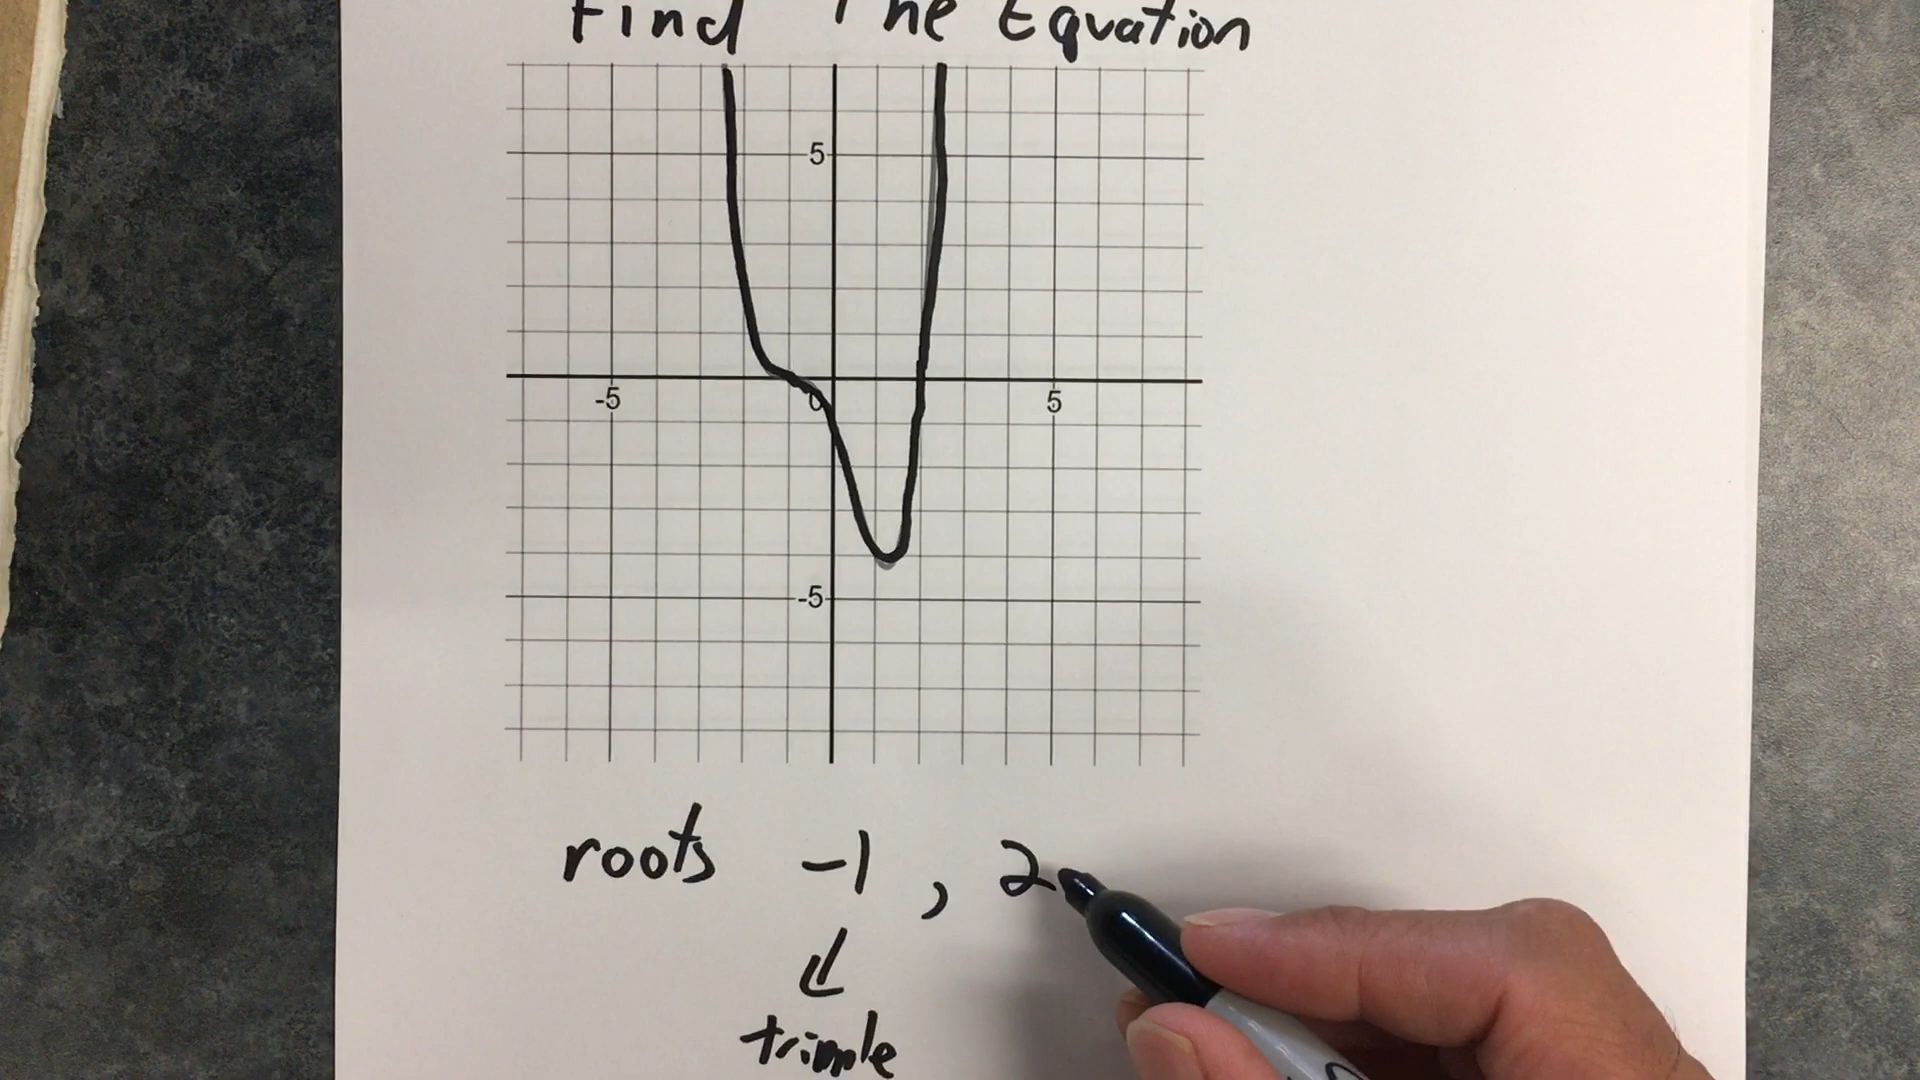 Find The Equation
5
-5 0 5
-5
roots -1 , 2
triple